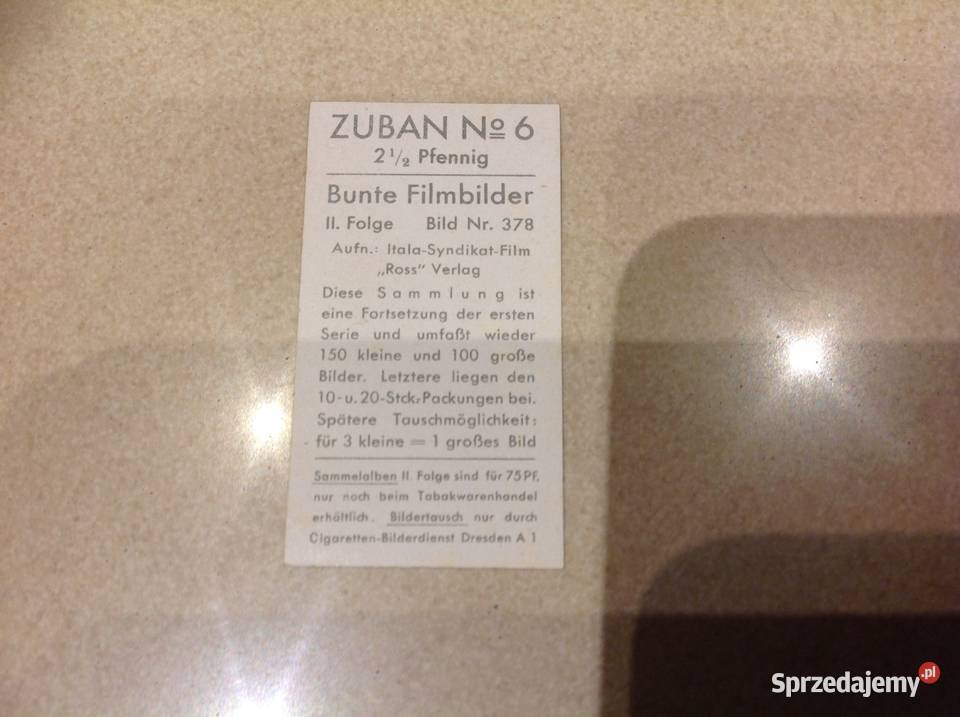 ZUBAN Nº 6
2 1/2 Pfennig
Bunte Filmbilder
II. Folge Bild Nr. 378
Aufn.: Itala-Syndikat-Film
„Ross" Verlag
Diese Sammlung ist
eine Fortsetzung der ersten
Serie und umfaßt wieder
150 kleine und 100 große
Bilder. Letztere liegen den
10-u.20-Stck.-Packungen bei.
Spätere Tauschmöglichkeit:
für 3 kleine = 1 großes Bild
Sammelalben II. Folge sind für 75 Pf.
nur noch beim Tabakwarenhandel
erhältlich. Bildertausch nur durch
Cigaretten-Bilderdienst Dresden A 1
Sprzedajemy.pl